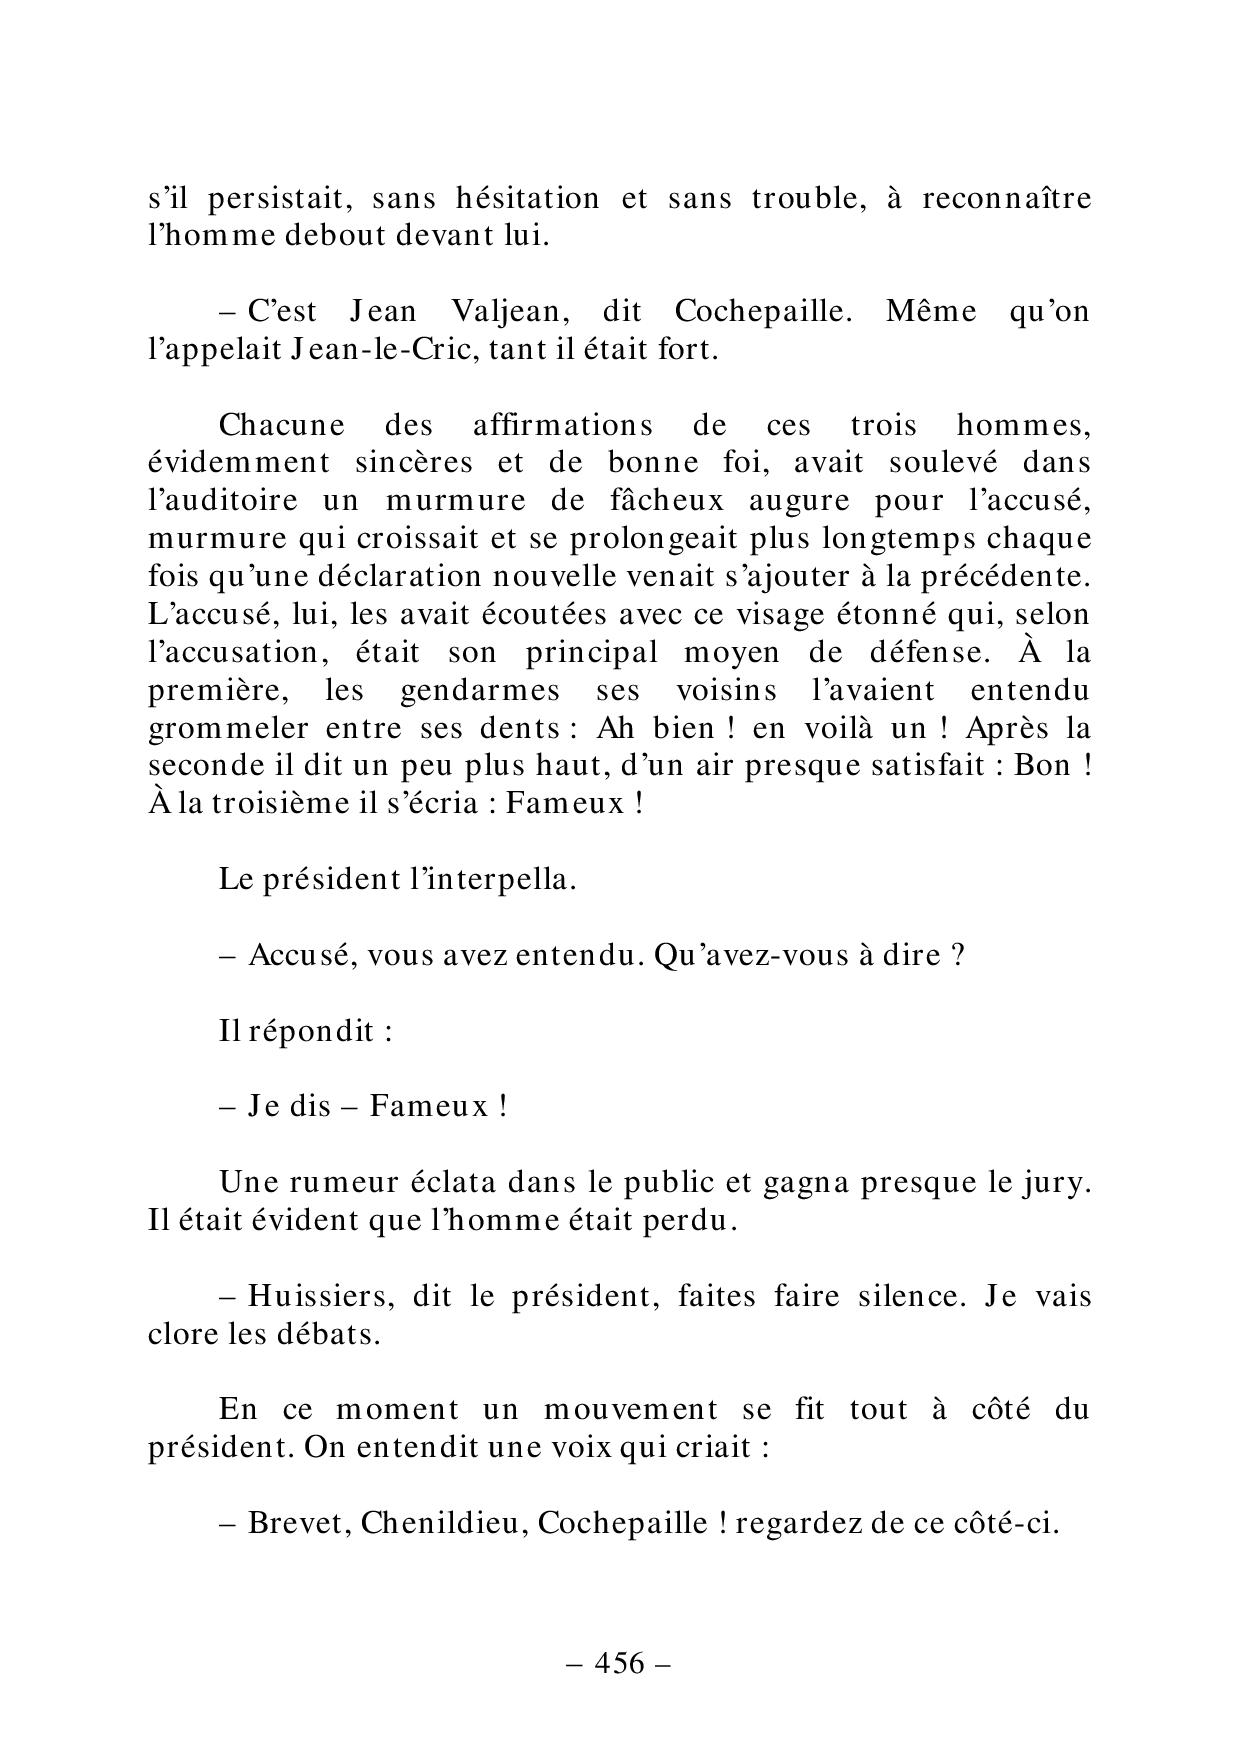 s’il persistait, sans hésitation et sans trouble, à reconnaître
l’homme debout devant lui.
– C’est Jean Valjean, dit Cochepaille. Même qu’on
l’appelait Jean-le-Cric, tant il était fort.
Chacune des affirmations de ces trois hommes,
évidemment sincères et de bonne foi, avait soulevé dans
l’auditoire un murmure de fâcheux augure pour l’accusé,
murmure qui croissait et se prolongeait plus longtemps chaque
fois qu’une déclaration nouvelle venait s’ajouter à la précédente.
L’accusé, lui, les avait écoutées avec ce visage étonné qui, selon
l’accusation, était son principal moyen de défense. À la
première, les gendarmes ses voisins l’avaient entendu
grommeler entre ses dents : Ah bien ! en voilà un ! Après la
seconde il dit un peu plus haut, d’un air presque satisfait : Bon !
À la troisième il s’écria : Fameux !
Le président l’interpella.
– Accusé, vous avez entendu. Qu’avez-vous à dire ?
Il répondit :
– Je dis – Fameux !
Une rumeur éclata dans le public et gagna presque le jury.
Il était évident que l’homme était perdu.
– Huissiers, dit le président, faites faire silence. Je vais
clore les débats.
En ce moment un mouvement se fit tout à côté du
président. On entendit une voix qui criait :
– Brevet, Chenildieu, Cochepaille ! regardez de ce côté-ci.
– 456 –